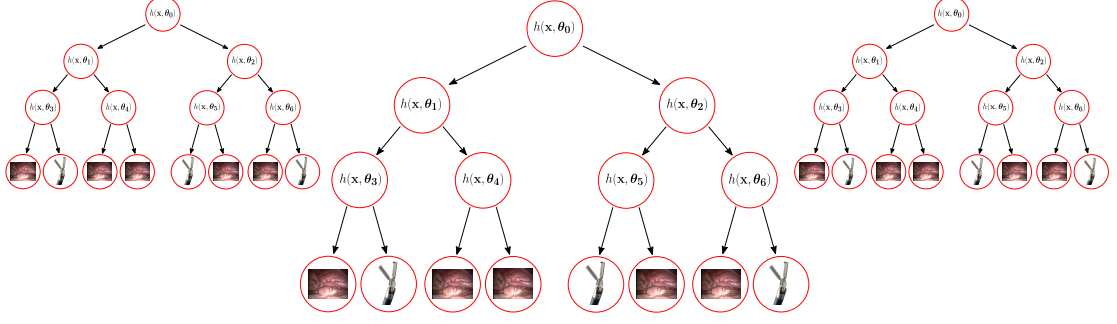 h(x, θ₀)
h(x, θ₁)
h(x, θ₂)
h(x, θ₃)
h(x, θ₄)
h(x, θ₅)
h(x, θ₆)
h(x, θ₀)
h(x, θ₁)
h(x, θ₂)
h(x, θ₃)
h(x, θ₄)
h(x, θ₅)
h(x, θ₆)
h(x, θ₀)
h(x, θ₁)
h(x, θ₂)
h(x, θ₃)
h(x, θ₄)
h(x, θ₅)
h(x, θ₆)